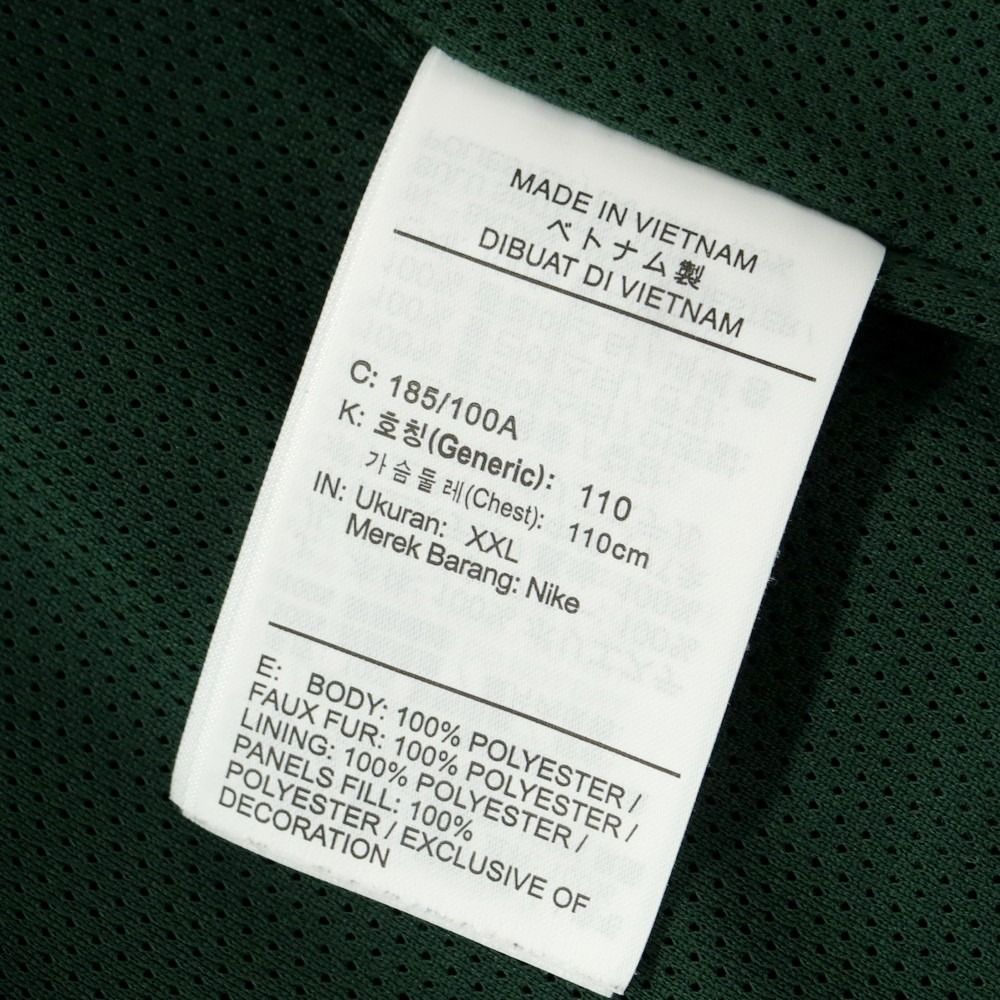 MADE IN VIETNAM
ベトナム製
DIBUAT DI VIETNAM
C: 185/100A
K: 호칭(Generic): 110
가슴둘레(Chest): 110cm
IN: Ukuran: XXL
Merek Barang: Nike
E: BODY: 100% POLYESTER /
FAUX FUR: 100% POLYESTER /
LINING: 100% POLYESTER /
PANELS FILL: 100%
POLYESTER / EXCLUSIVE OF
DECORATION